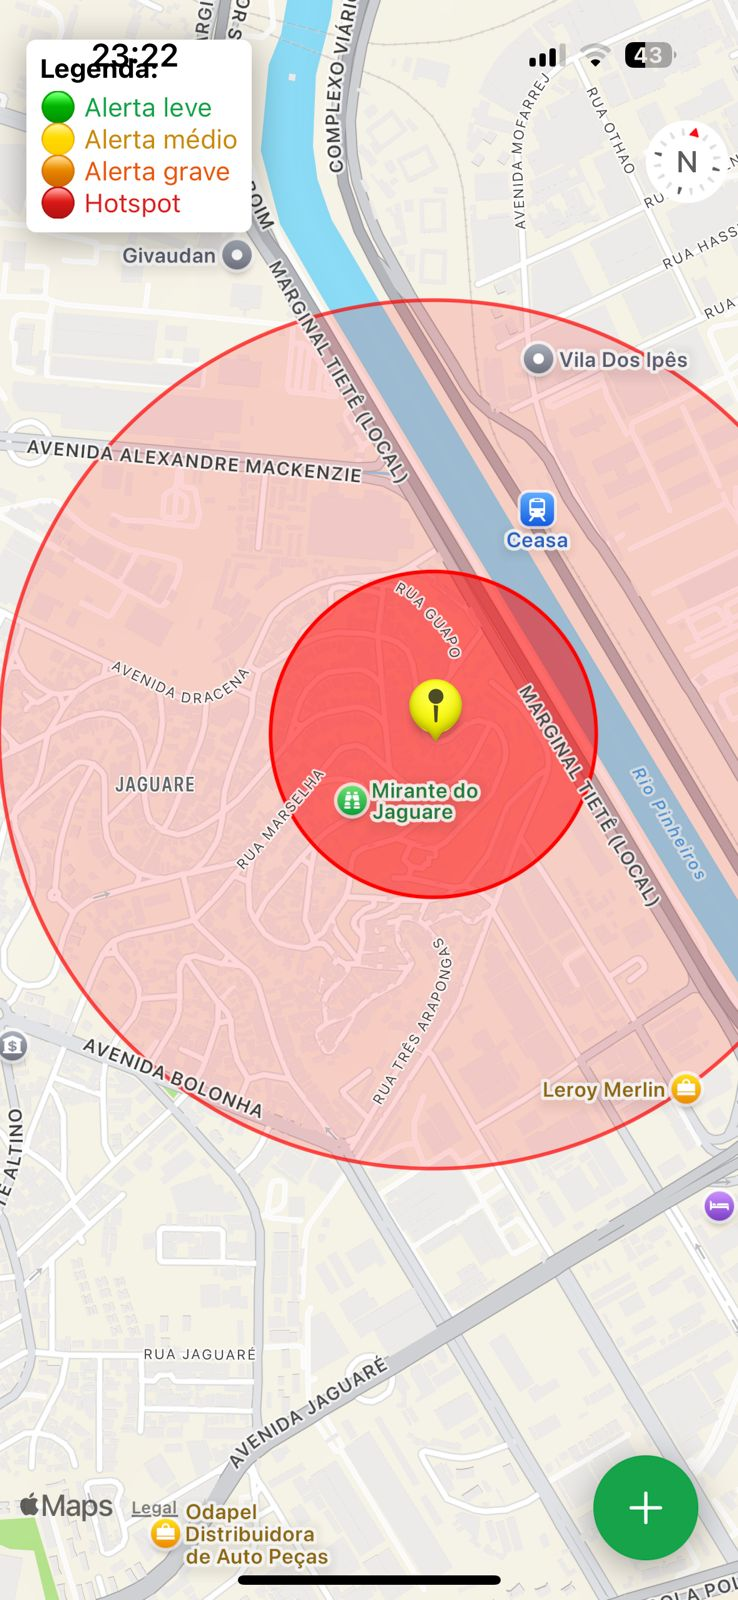 23:22
43
Legenda:
Alerta leve
Alerta médio
Alerta grave
Hotspot
COMPLEXO VIÁRIO
AVENIDA MOFARREJ
RUA OTHAO
N
RUA HASS
RUA
Givaudan
MARGINAL TIETÊ (LOCAL)
Vila Dos Ipês
AVENIDA ALEXANDRE MACKENZIE
Ceasa
RUA GUAPO
AVENIDA DRACENA
MARGINAL TIETÊ (LOCAL)
JAGUARE
Mirante do
Jaguare
RUA MARSELHA
Rio Pinheiros
RUA TRÊS ARAPONGAS
$
AVENIDA BOLONHA
Leroy Merlin
TE ALTINO
RUA JAGUARÉ
AVENIDA JAGUARÉ
+
Maps
Legal
Odapel
Distribuidora
de Auto Peças